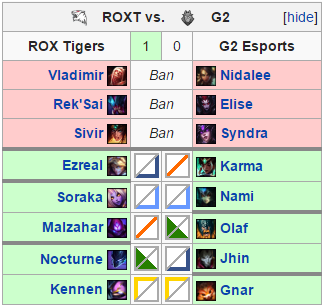 ROXT vs. G2 [hide]
ROX Tigers 1 0 G2 Esports
Vladimir Ban Nidalee
Rek'Sai Ban Elise
Sivir Ban Syndra
Ezreal Karma
Soraka Nami
Malzahar Olaf
Nocturne Jhin
Kennen Gnar